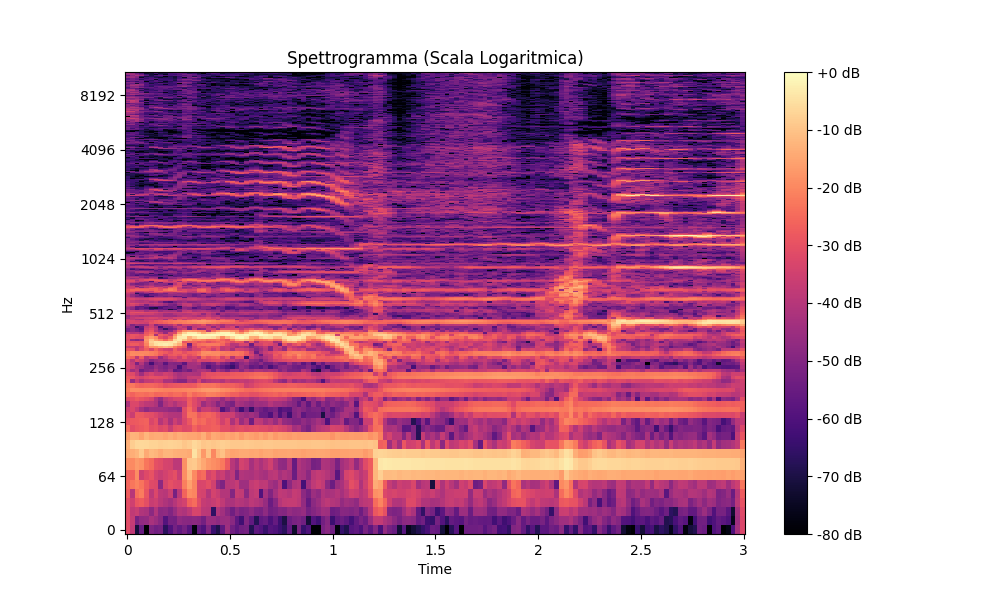 Spettrogramma (Scala Logaritmica)
8192
4096
2048
1024
512
256
128
64
0
Hz
0
0.5
1
1.5
2
2.5
3
Time
+0 dB
-10 dB
-20 dB
-30 dB
-40 dB
-50 dB
-60 dB
-70 dB
-80 dB